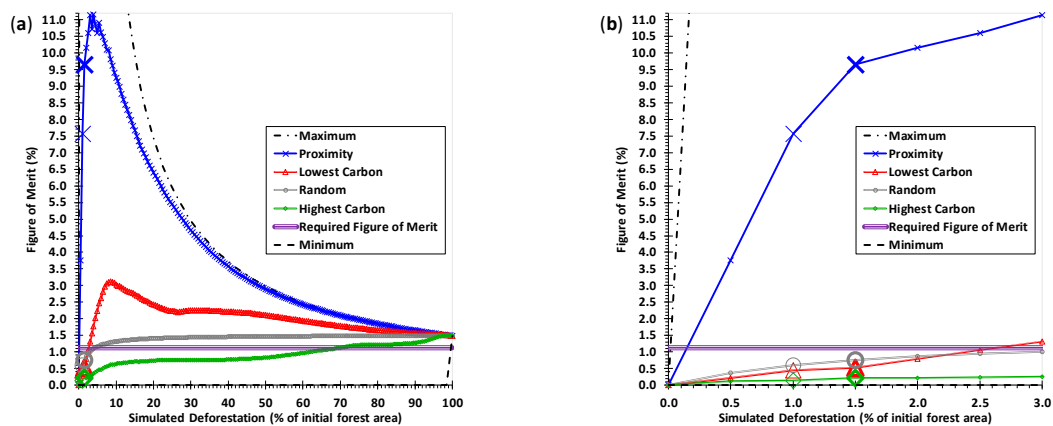 (a)
Figure of Merit (%)
11.0
10.5
10.0
9.5
9.0
8.5
8.0
7.5
7.0
6.5
6.0
5.5
5.0
4.5
4.0
3.5
3.0
2.5
2.0
1.5
1.0
0.5
0.0
Maximum
Proximity
Lowest Carbon
Random
Highest Carbon
Required Figure of Merit
Minimum
0 10 20 30 40 50 60 70 80 90 100
Simulated Deforestation (% of initial forest area)
(b)
Figure of Merit (%)
11.0
10.5
10.0
9.5
9.0
8.5
8.0
7.5
7.0
6.5
6.0
5.5
5.0
4.5
4.0
3.5
3.0
2.5
2.0
1.5
1.0
0.5
0.0
Maximum
Proximity
Lowest Carbon
Random
Highest Carbon
Required Figure of Merit
Minimum
0.0 0.5 1.0 1.5 2.0 2.5 3.0
Simulated Deforestation (% of initial forest area)